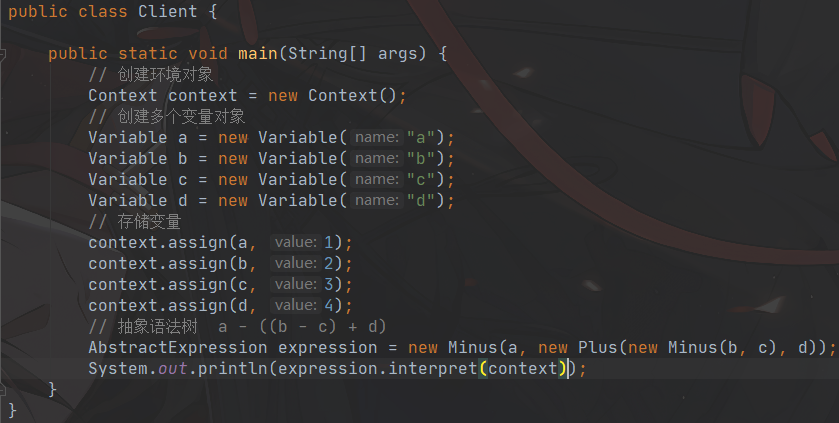 public class Client {
public static void main(String[] args) {
// 创建环境对象
Context context = new Context();
// 创建多个变量对象
Variable a = new Variable( name: "a");
Variable b = new Variable( name: "b");
Variable c = new Variable( name: "c");
Variable d = new Variable( name: "d");
// 存储变量
context.assign(a, value: 1);
context.assign(b, value: 2);
context.assign(c, value: 3);
context.assign(d, value: 4);
// 抽象语法树  a - ((b - c) + d)
AbstractExpression expression = new Minus(a, new Plus(new Minus(b, c), d));
System.out.println(expression.interpret(context));
}
}